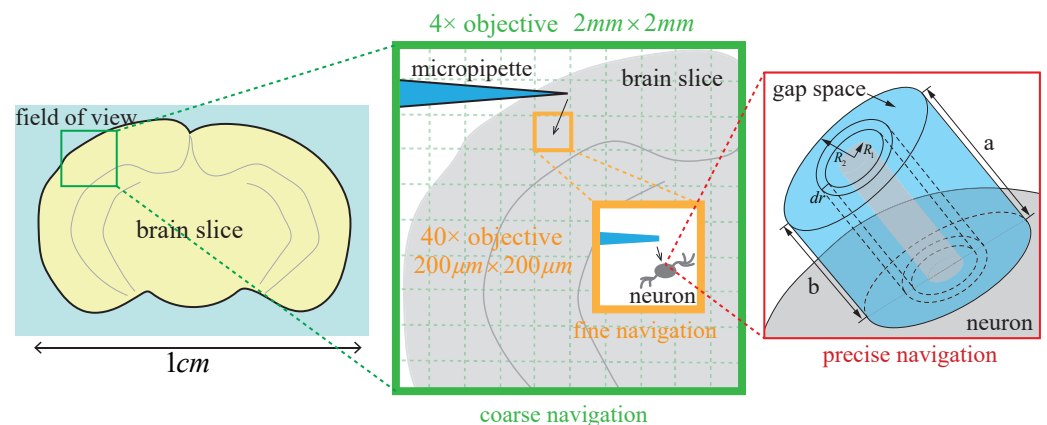 field of view
brain slice
1cm
4× objective 2mm×2mm
micropipette
brain slice
40× objective
200μm×200μm
neuron
fine navigation
coarse navigation
gap space
a
R₂
R₁
dr
b
neuron
precise navigation